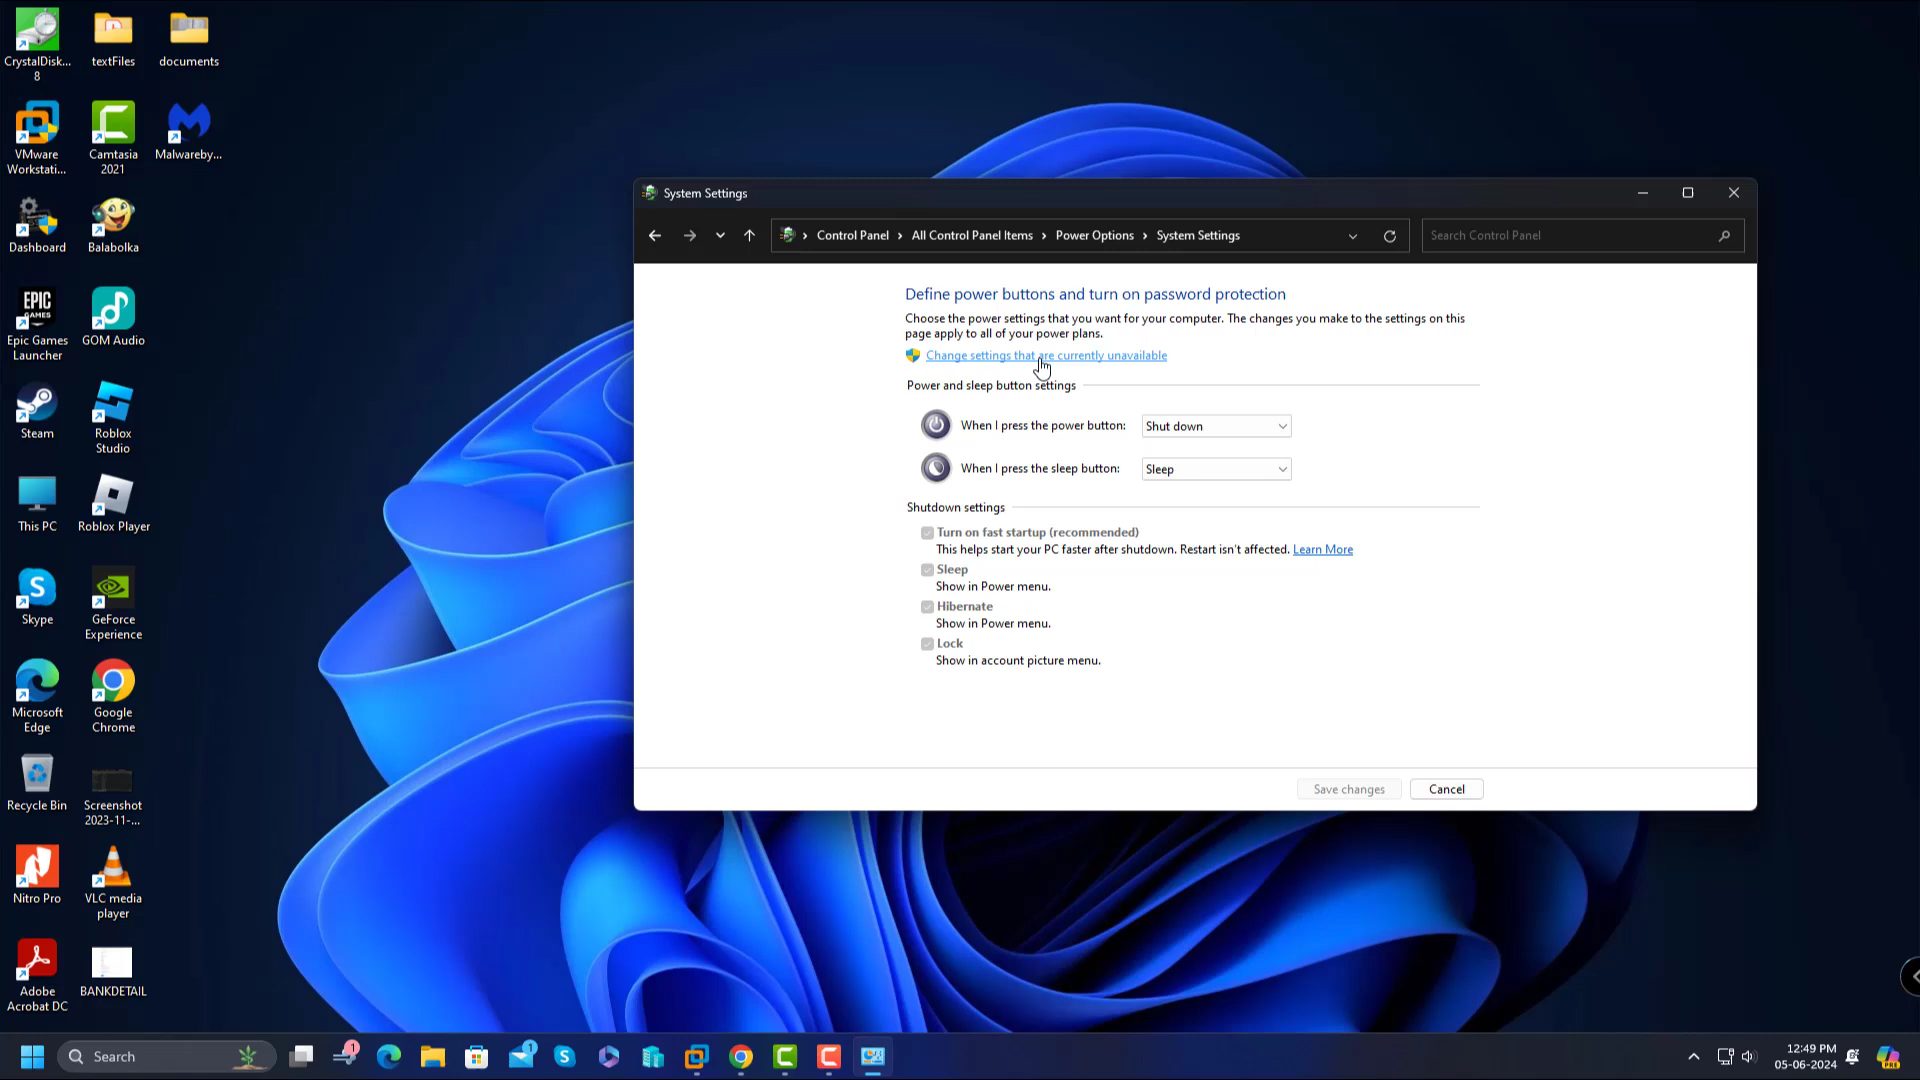 CrystalDisk...
8
textFiles
documents
VMware
Workstati...
Camtasia
2021
Malwareby...
Dashboard
Balabolka
EPIC
GAMES
Epic Games
Launcher
GOM Audio
Steam
Roblox
Studio
This PC
Roblox Player
Skype
GeForce
Experience
Microsoft
Edge
Google
Chrome
Recycle Bin
Screenshot
2023-11-...
Nitro Pro
VLC media
player
Adobe
Acrobat DC
BANKDETAIL
System Settings
Control Panel > All Control Panel Items > Power Options > System Settings
Search Control Panel
Define power buttons and turn on password protection
Choose the power settings that you want for your computer. The changes you make to the settings on this
page apply to all of your power plans.
Change settings that are currently unavailable
Power and sleep button settings
When I press the power button: Shut down
When I press the sleep button: Sleep
Shutdown settings
Turn on fast startup (recommended)
This helps start your PC faster after shutdown. Restart isn't affected. Learn More
Sleep
Show in Power menu.
Hibernate
Show in Power menu.
Lock
Show in account picture menu.
Save changes
Cancel
Search
1
1
12:49 PM
05-06-2024
PRE